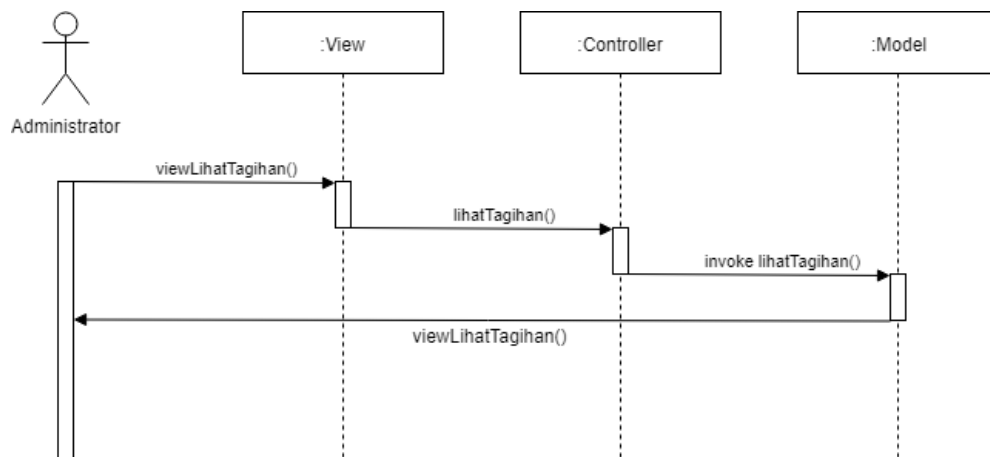 :View
:Controller
:Model
Administrator
viewLihatTagihan()
lihatTagihan()
invoke lihatTagihan()
viewLihatTagihan()